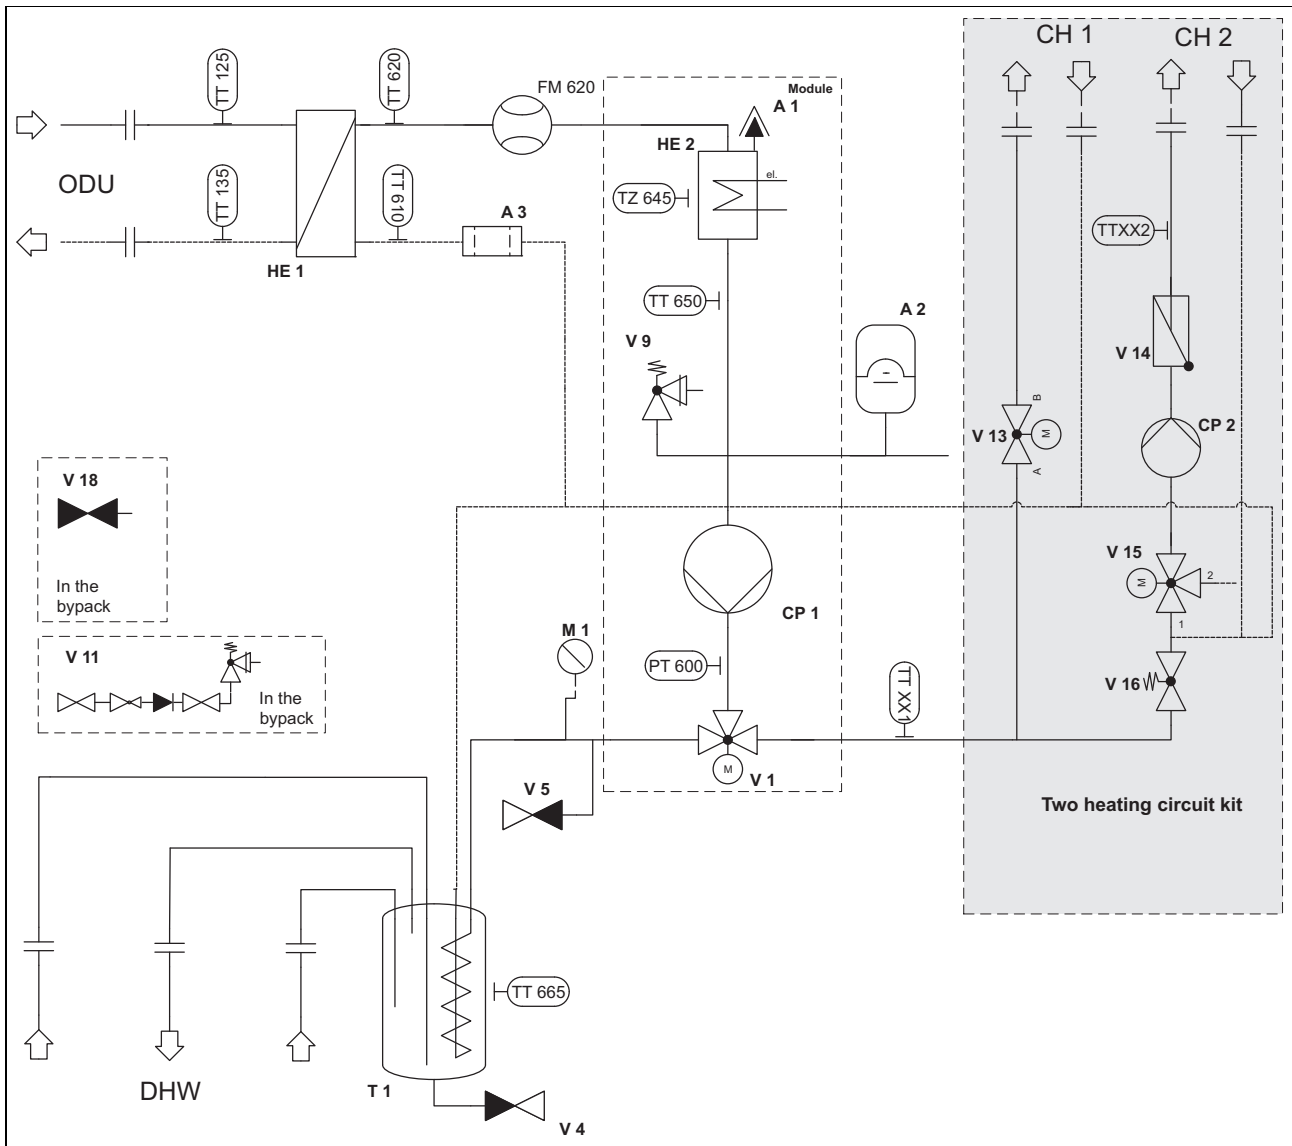 CH 1
CH 2
TT 125
TT 620
FM 620
Module
A 1
HE 2
el.
TZ 645
ODU
TT 135
TT 610
A 3
HE 1
TTXX2
TT 650
A 2
V 9
V 14
B
V 13
M
A
CP 2
V 18
In the
bypack
V 15
M
2
1
CP 1
M 1
V 11
In the
bypack
PT 600
TT XX1
V 16
M
V 1
V 5
Two heating circuit kit
TT 665
DHW
T 1
V 4